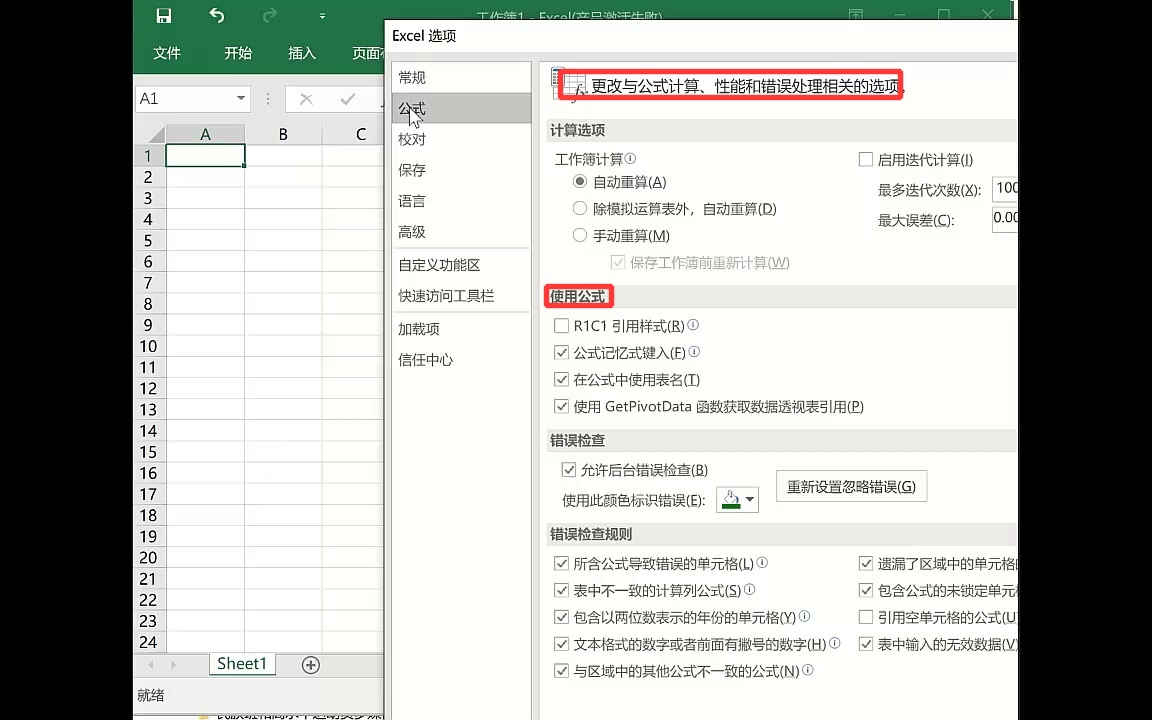 工作簿1 - Excel(产品激活失败)
文件 开始 插入 页面
Excel 选项
A1
A B C
1
2
3
4
5
6
7
8
9
10
11
12
13
14
15
16
17
18
19
20
21
22
23
24
Sheet1
就绪
常规
公式
校对
保存
语言
高级
自定义功能区
快速访问工具栏
加载项
信任中心
更改与公式计算、性能和错误处理相关的选项。
计算选项
工作簿计算
自动重算(A)
除模拟运算表外，自动重算(D)
手动重算(M)
保存工作簿前重新计算(W)
启用迭代计算(I)
最多迭代次数(X): 100
最大误差(C): 0.00
使用公式
R1C1 引用样式(R)
公式记忆式键入(F)
在公式中使用表名(T)
使用 GetPivotData 函数获取数据透视表引用(P)
错误检查
允许后台错误检查(B)
使用此颜色标识错误(E):
重新设置忽略错误(G)
错误检查规则
所含公式导致错误的单元格(L)
表中不一致的计算列公式(S)
包含以两位数表示的年份的单元格(Y)
文本格式的数字或者前面有撇号的数字(H)
与区域中的其他公式不一致的公式(N)
遗漏了区域中的单元格
包含公式的未锁定单元
引用空单元格的公式(U
表中输入的无效数据(V)